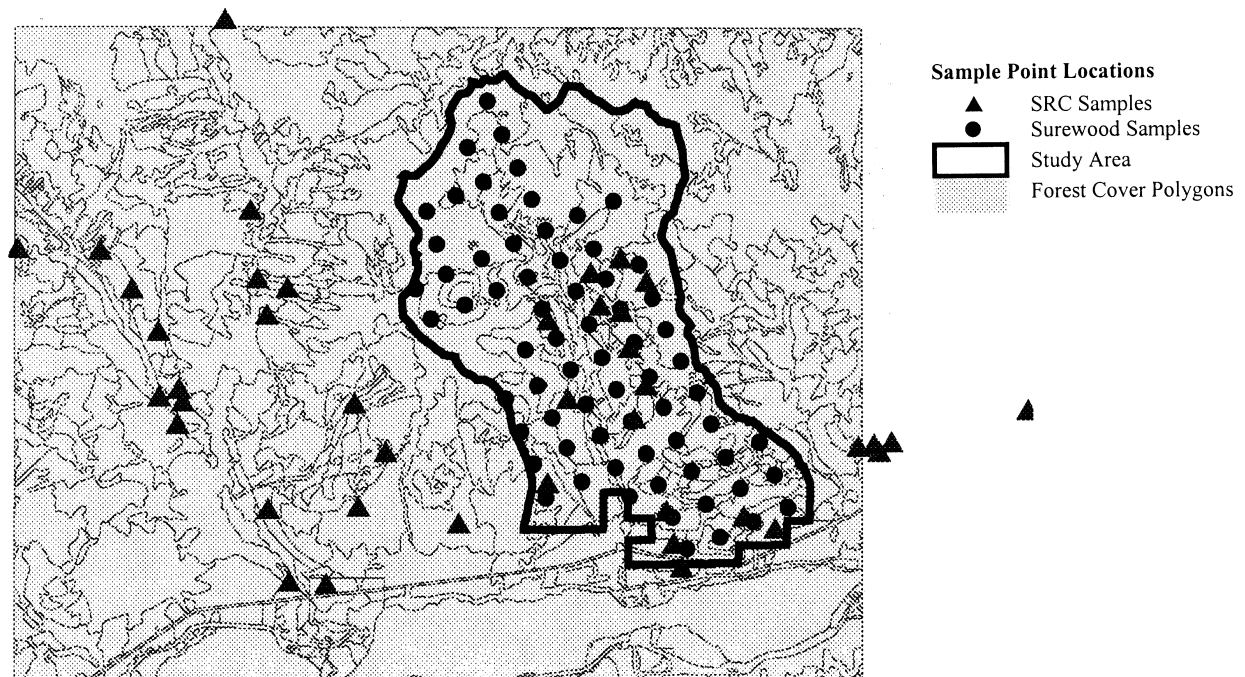 Sample Point Locations
SRC Samples
Surewood Samples
Study Area
Forest Cover Polygons